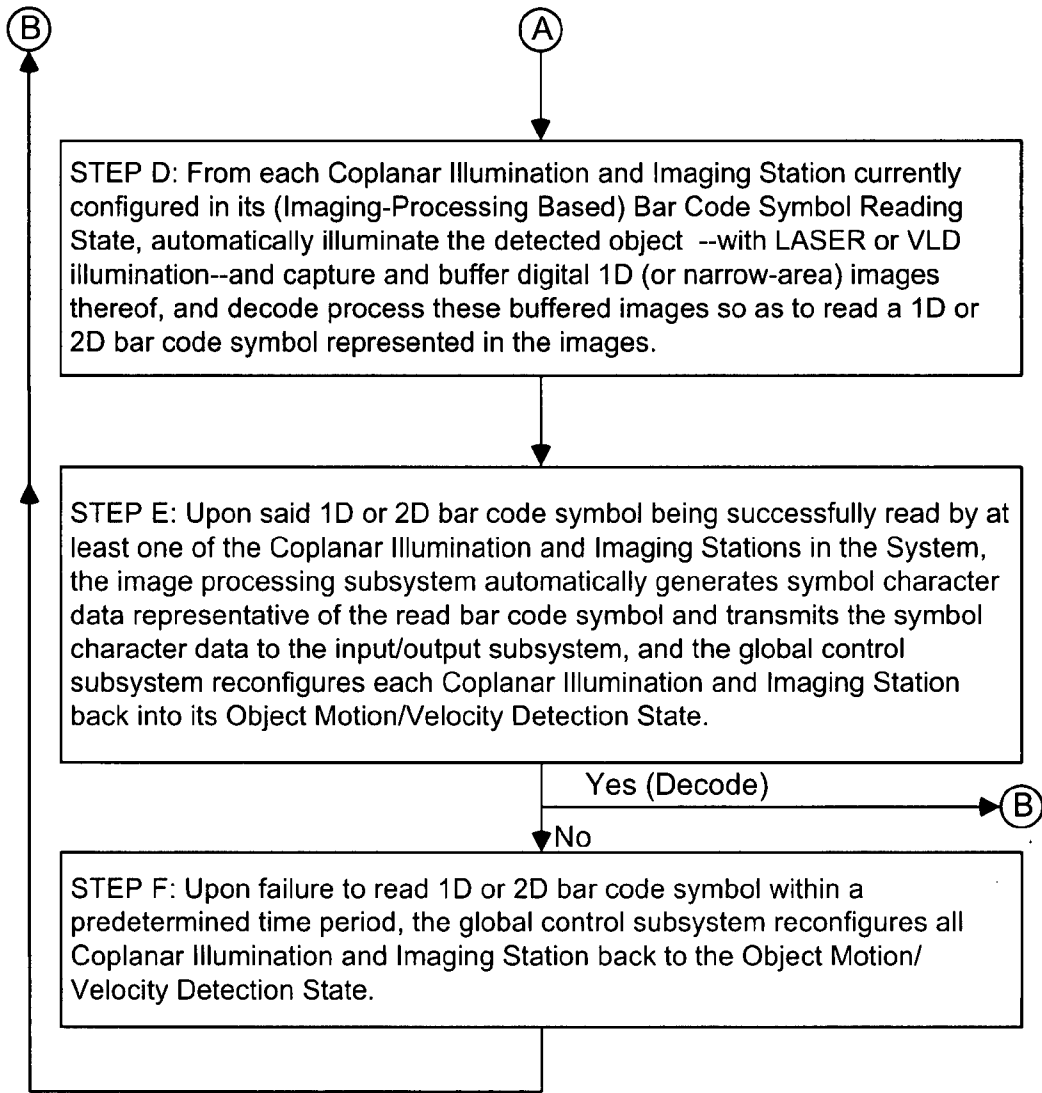 B
A
STEP D: From each Coplanar Illumination and Imaging Station currently
configured in its (Imaging-Processing Based) Bar Code Symbol Reading
State, automatically illuminate the detected object --with LASER or VLD
illumination--and capture and buffer digital 1D (or narrow-area) images
thereof, and decode process these buffered images so as to read a 1D or
2D bar code symbol represented in the images.
STEP E: Upon said 1D or 2D bar code symbol being successfully read by at
least one of the Coplanar Illumination and Imaging Stations in the System,
the image processing subsystem automatically generates symbol character
data representative of the read bar code symbol and transmits the symbol
character data to the input/output subsystem, and the global control
subsystem reconfigures each Coplanar Illumination and Imaging Station
back into its Object Motion/Velocity Detection State.
Yes (Decode)
B
No
STEP F: Upon failure to read 1D or 2D bar code symbol within a
predetermined time period, the global control subsystem reconfigures all
Coplanar Illumination and Imaging Station back to the Object Motion/
Velocity Detection State.